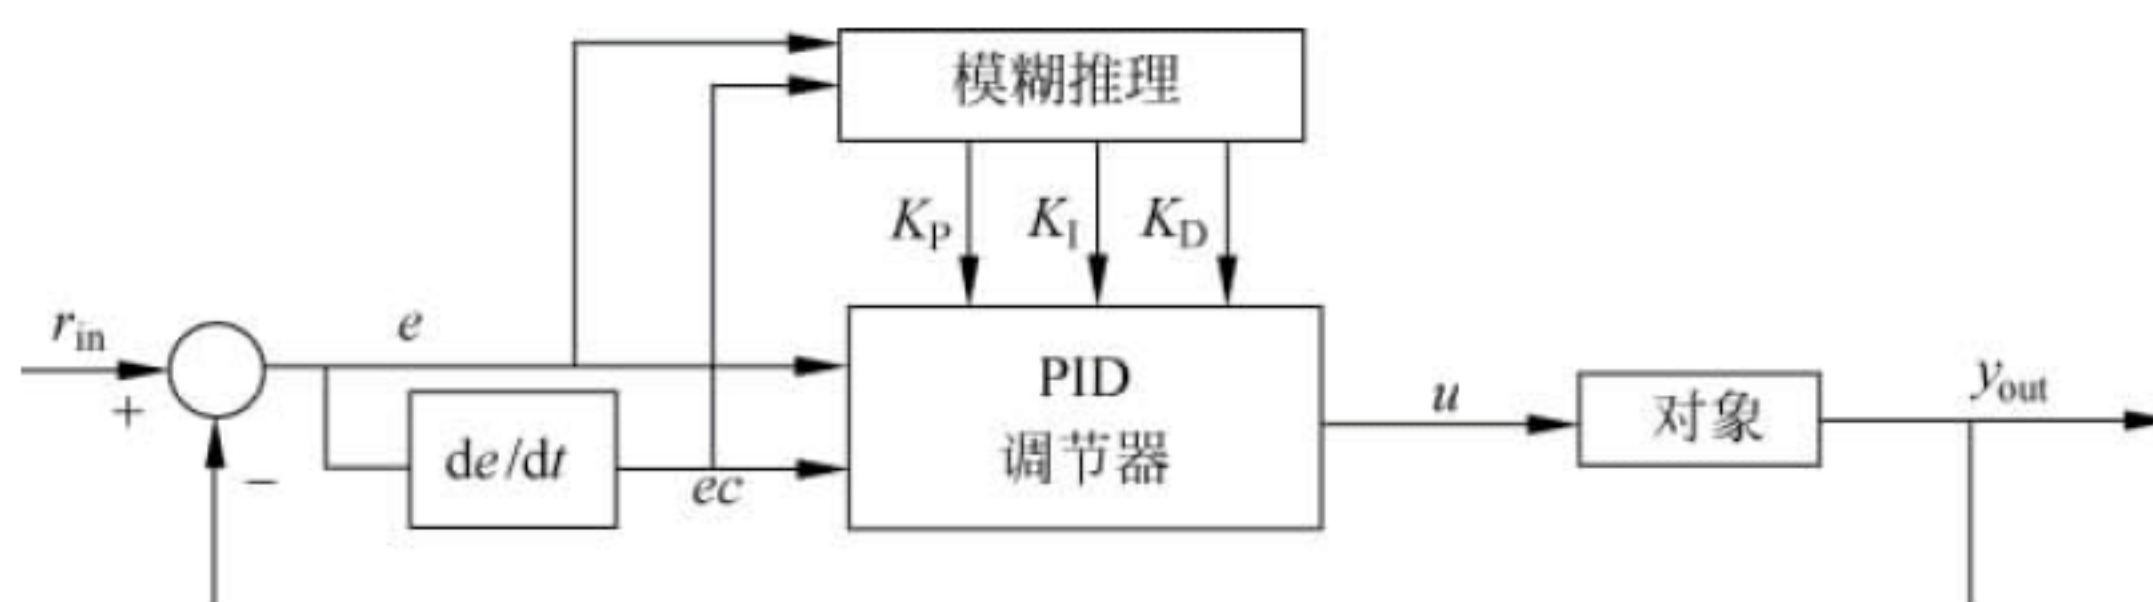 模糊推理
K_P K_I K_D
r_in
+
−
e
de/dt
ec
PID
调节器
u
对象
y_out